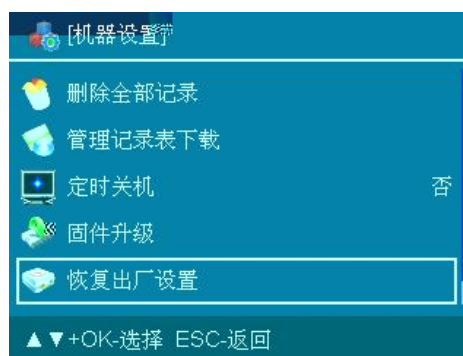 [机器设置]
删除全部记录
管理记录表下载
定时关机 否
固件升级
恢复出厂设置
▲▼+OK-选择 ESC-返回